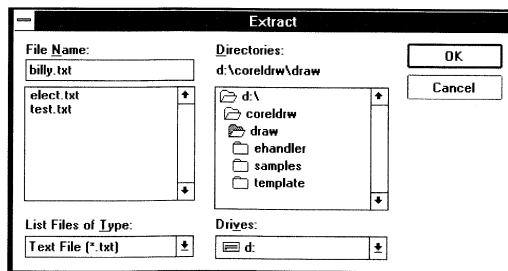 Extract
File Name:
billy.txt
elect.txt
test.txt
List Files of Type:
Text File (*.txt)
Directories:
d:\coreldrw\draw
d:\
coreldrw
draw
ehandler
samples
template
Drives:
d:
OK
Cancel